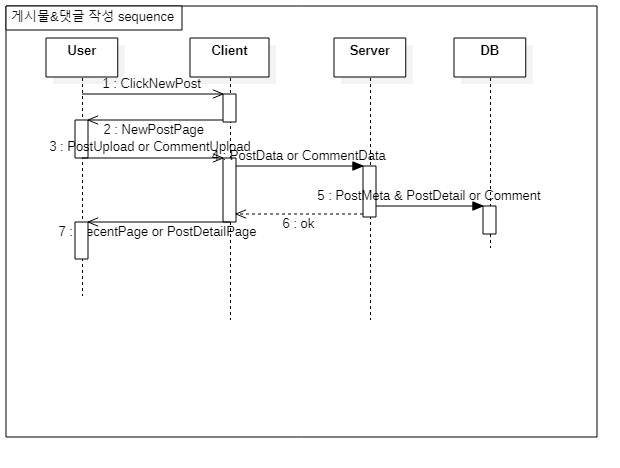 게시물&댓글 작성 sequence
User
Client
Server
DB
1 : ClickNewPost
2 : NewPostPage
3 : PostUpload or CommentUpload
4 : PostData or CommentData
5 : PostMeta & PostDetail or Comment
6 : ok
7 : ecentPage or PostDetailPage